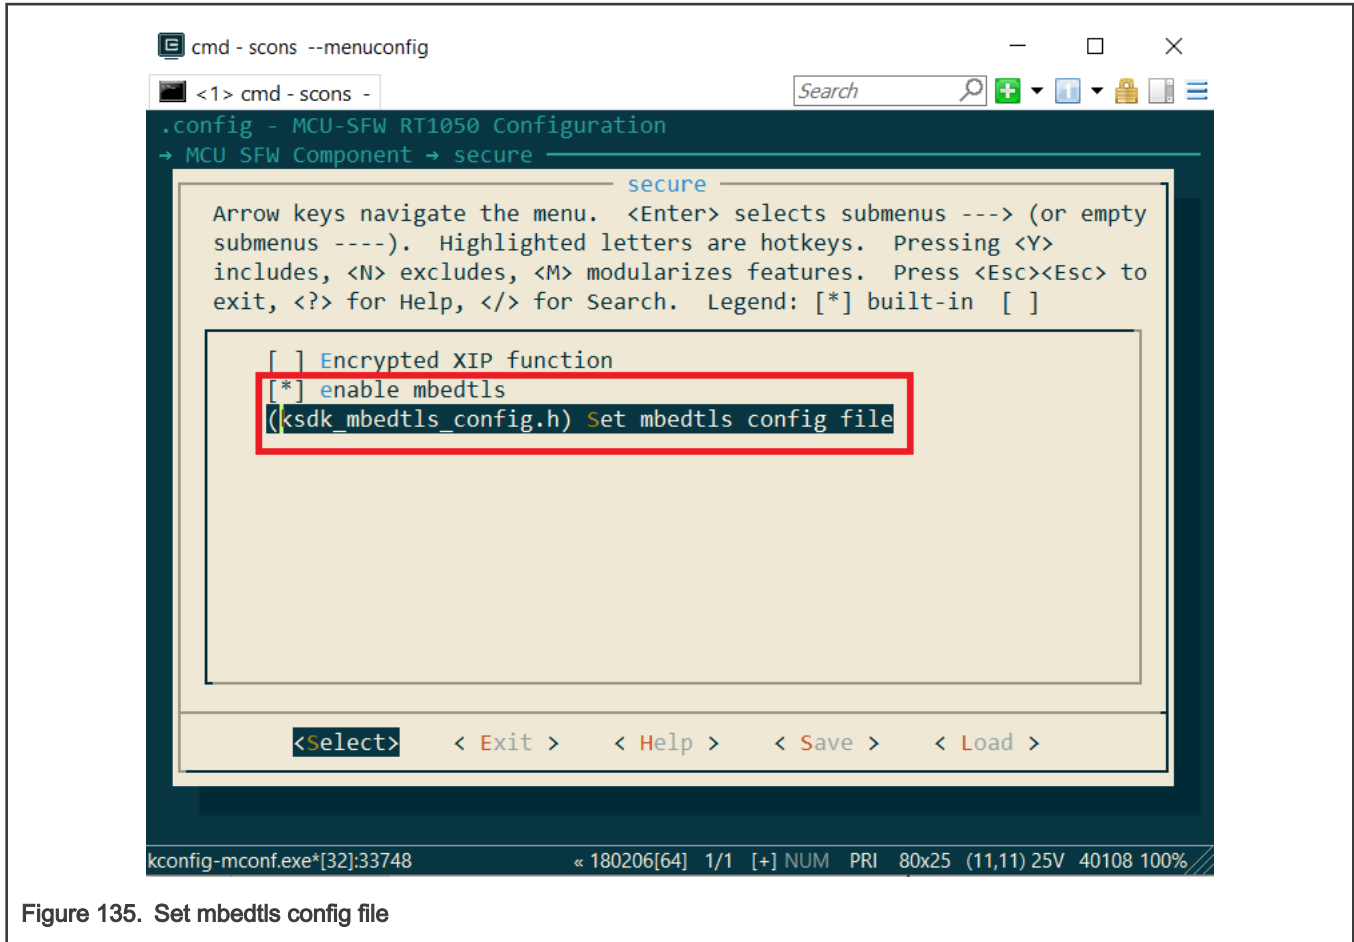 cmd - scons  --menuconfig
<1> cmd - scons  -
Search
.config - MCU-SFW RT1050 Configuration
→ MCU SFW Component → secure
secure
Arrow keys navigate the menu.  <Enter> selects submenus ---> (or empty
submenus ----).  Highlighted letters are hotkeys.  Pressing <Y>
includes, <N> excludes, <M> modularizes features.  Press <Esc><Esc> to
exit, <?> for Help, </> for Search.  Legend: [*] built-in  [ ]
[ ] Encrypted XIP function
[*] enable mbedtls
(ksdk_mbedtls_config.h) Set mbedtls config file
<Select>    < Exit >    < Help >    < Save >    < Load >
kconfig-mconf.exe*[32]:33748    « 180206[64]  1/1  [+] NUM  PRI  80x25  (11,11) 25V  40108 100%
Figure 135.  Set mbedtls config file